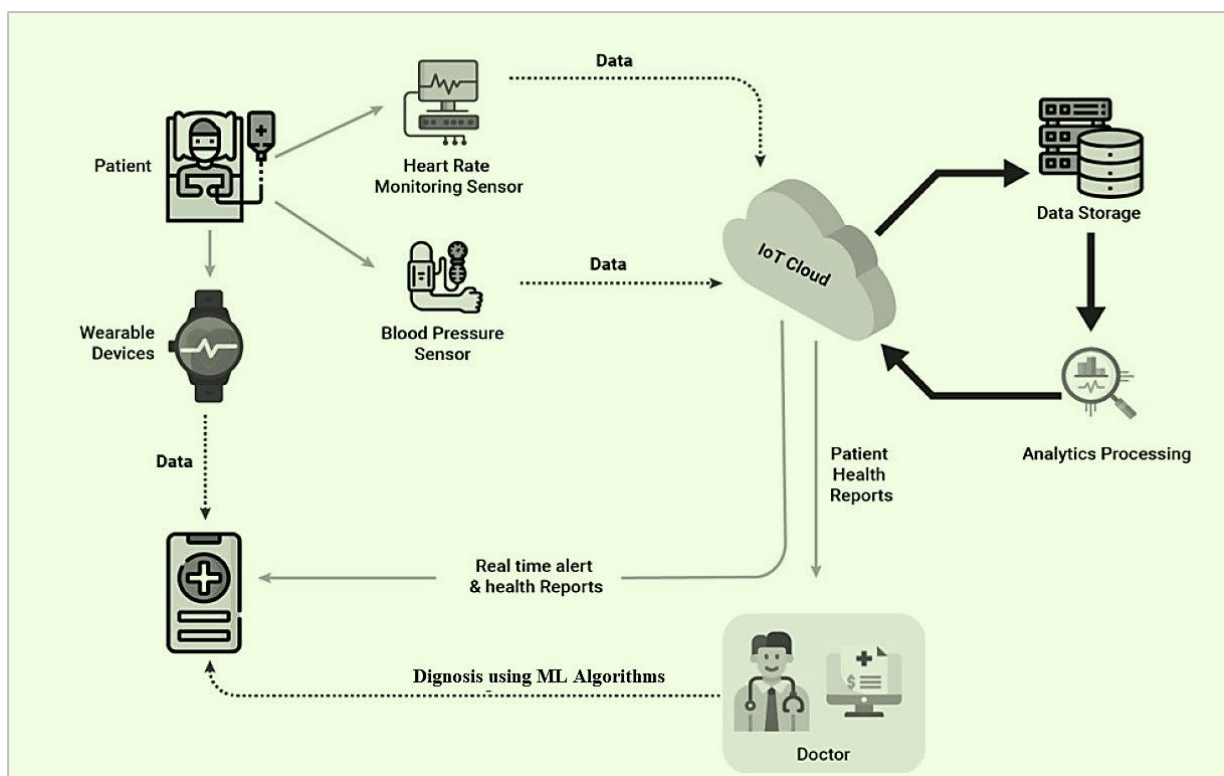 Data
Patient
Heart Rate
Monitoring Sensor
Data Storage
IoT Cloud
Data
Wearable
Devices
Blood Pressure
Sensor
Data
Patient
Health
Reports
Analytics Processing
Real time alert
& health Reports
Dignosis using ML Algorithms
$
Doctor